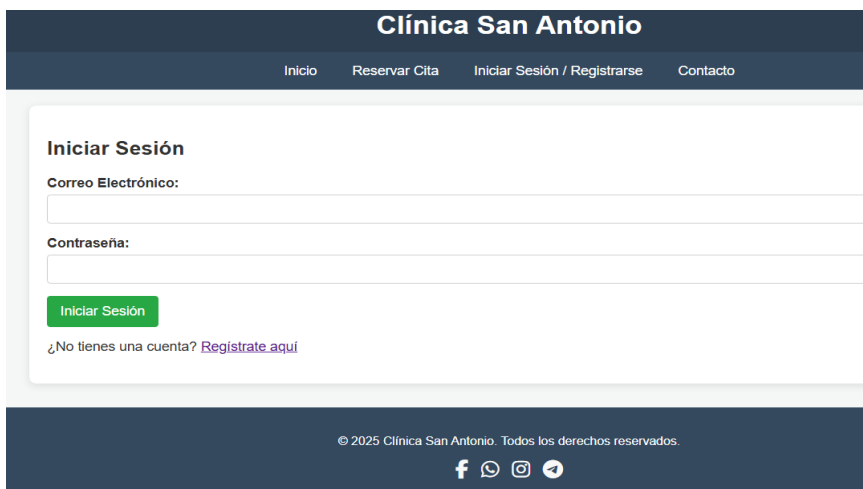 Clínica San Antonio
Inicio Reservar Cita Iniciar Sesión / Registrarse Contacto
Iniciar Sesión
Correo Electrónico:
Contraseña:
Iniciar Sesión
¿No tienes una cuenta? Regístrate aquí
© 2025 Clínica San Antonio. Todos los derechos reservados.